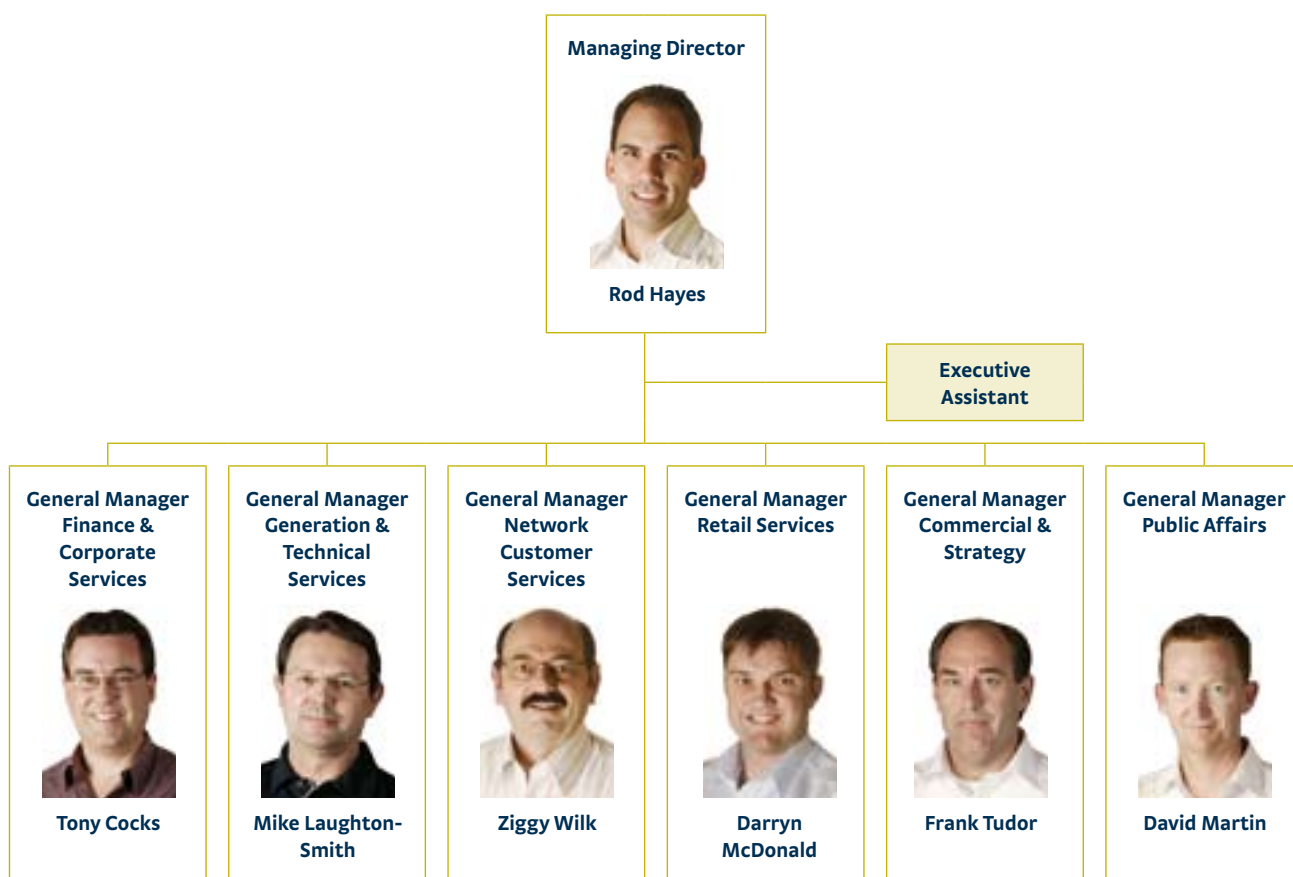 Managing Director
Rod Hayes
Executive
Assistant
General Manager
Finance &
Corporate
Services
Tony Cocks
General Manager
Generation &
Technical
Services
Mike Laughton-
Smith
General Manager
Network
Customer
Services
Ziggy Wilk
General Manager
Retail Services
Darryn
McDonald
General Manager
Commercial &
Strategy
Frank Tudor
General Manager
Public Affairs
David Martin